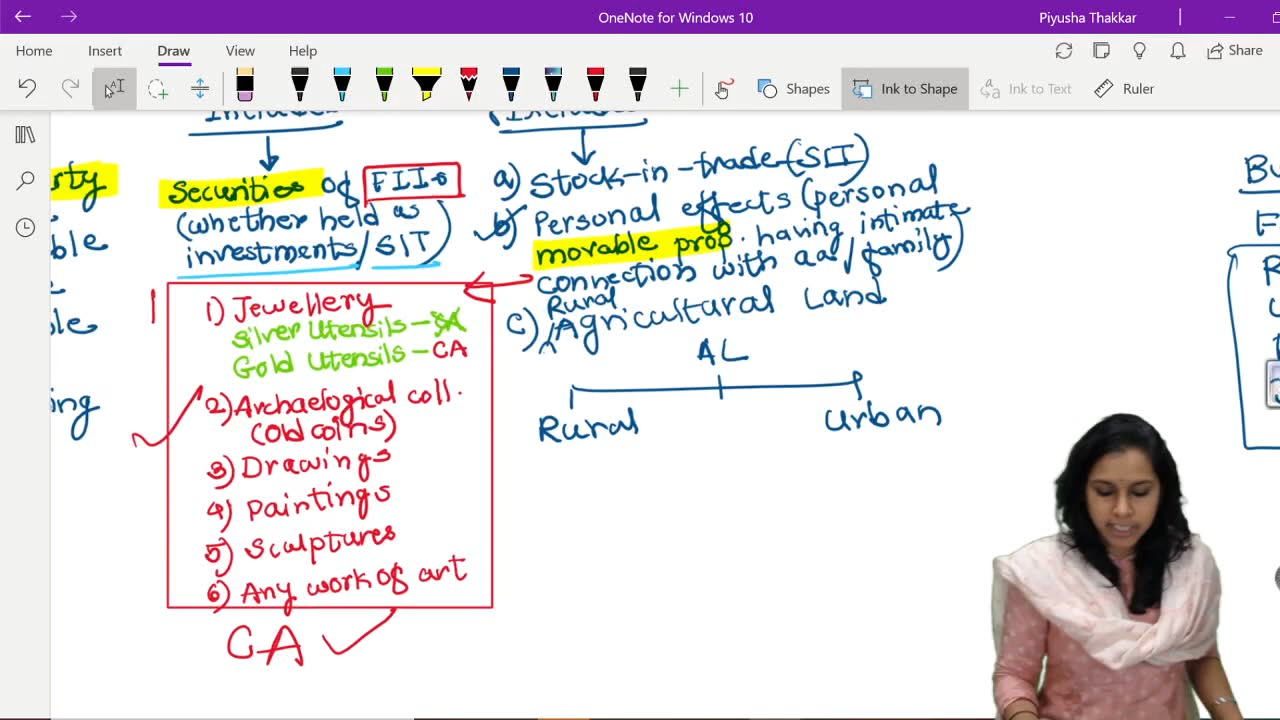 OneNote for Windows 10
Piyusha Thakkar
Home Insert Draw View Help
Share
Shapes
Ink to Shape
Ink to Text
Ruler
Included
Excluded
Securities of FIIs
(whether held as
investments/SIT)
1) Jewellery
Silver Utensils - CA
Gold Utensils - CA
2) Archaelogical coll.
(Old coins)
3) Drawings
4) Paintings
5) Sculptures
6) Any work of art
CA
a) Stock-in-trade (SIT)
b) Personal effects (personal
movable prop. having intimate
connection with aa/family)
Rural
c) Agricultural Land
AL
Rural
Urban
rty
ble
le
ing